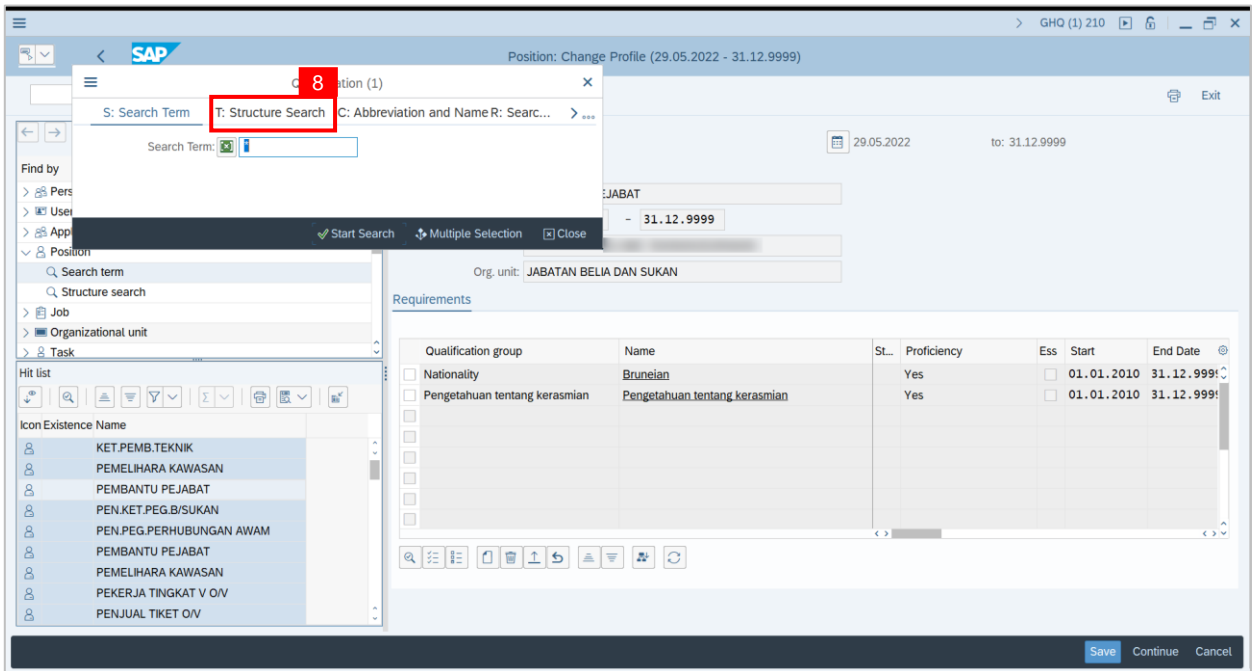 GHQ (1) 210
SAP
Position: Change Profile (29.05.2022 - 31.12.9999)
8
ation (1)
S: Search Term T: Structure Search C: Abbreviation and Name R: Searc...
Exit
Search Term: *
29.05.2022 to: 31.12.9999
Find by
Pers
User
Appl
EJABAT
- 31.12.9999
Start Search Multiple Selection Close
Position
Search term
Structure search
Job
Organizational unit
Task
Org. unit: JABATAN BELIA DAN SUKAN
Requirements
Qualification group Name St... Proficiency Ess Start End Date
Nationality Bruneian Yes 01.01.2010 31.12.999
Pengetahuan tentang kerasmian Pengetahuan tentang kerasmian Yes 01.01.2010 31.12.999
Hit list
Icon Existence Name
KET.PEMB.TEKNIK
PEMELIHARA KAWASAN
PEMBANTU PEJABAT
PEN.KET.PEG.B/SUKAN
PEN.PEG.PERHUBUNGAN AWAM
PEMBANTU PEJABAT
PEMELIHARA KAWASAN
PEKERJA TINGKAT V O/V
PENJUAL TIKET O/V
Save Continue Cancel